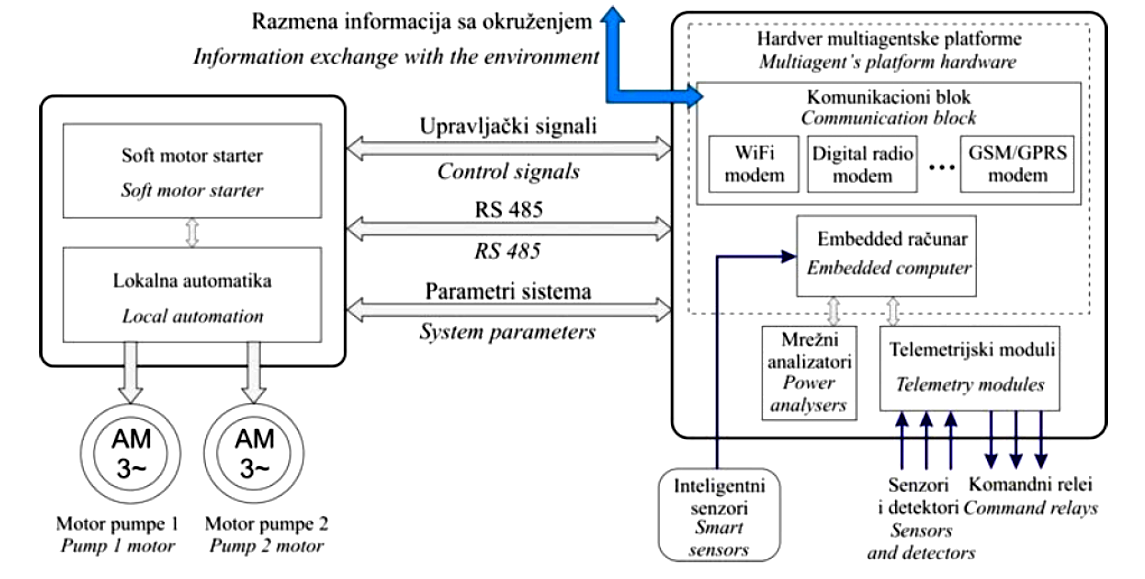 Razmena informacija sa okruženjem
Information exchange with the environment
Hardver multiagentske platforme
Multiagent's platform hardware
Komunikacioni blok
Communication block
WiFi
modem
Digital radio
modem
...
GSM/GPRS
modem
Soft motor starter
Soft motor starter
Lokalna automatika
Local automation
Upravljački signali
Control signals
RS 485
RS 485
Parametri sistema
System parameters
Embedded računar
Embedded computer
Mrežni
analizatori
Power
analysers
Telemetrijski moduli
Telemetry modules
AM
3~
AM
3~
Motor pumpe 1
Pump 1 motor
Motor pumpe 2
Pump 2 motor
Inteligentni
senzori
Smart
sensors
Senzori
i detektori
Sensors
and detectors
Komandni relei
Command relays